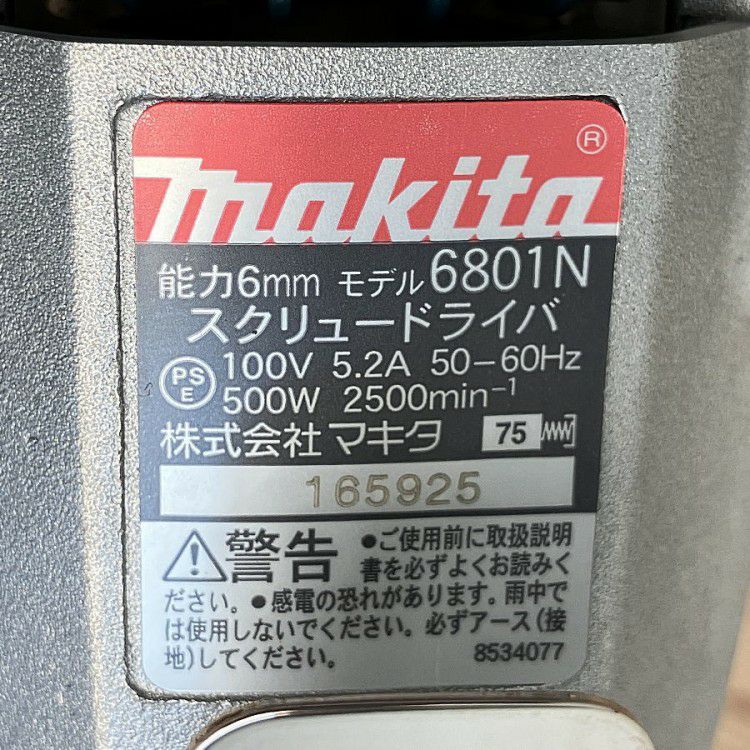 makita®
能力6mm モデル6801N
スクリュードライバ
PSE 100V 5.2A 50-60Hz
500W 2500min⁻¹
株式会社マキタ 75
165925
警告 ●ご使用前に取扱説明
書を必ずよくお読みく
ださい。●感電の恐れがあります。雨中で
は使用しないでください。必ずアース(接
地)してください。 8534077